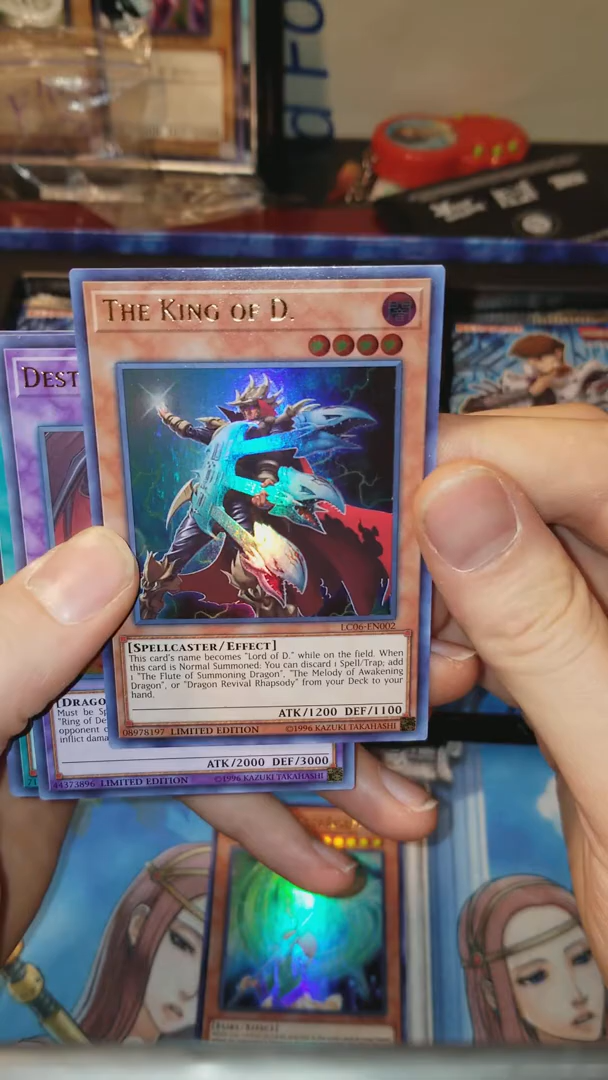 d Fo
THE KING OF D.
DEST
LC06-EN002
[SPELLCASTER/EFFECT]
This card's name becomes "Lord of D." while on the field. When
this card is Normal Summoned: You can discard 1 Spell/Trap; add
1 "The Flute of Summoning Dragon", "The Melody of Awakening
Dragon", or "Dragon Revival Rhapsody" from your Deck to your
hand.
ATK/1200 DEF/1100
08978197 LIMITED EDITION ©1996 KAZUKI TAKAHASHI
[DRAGO
Must be Sp
"Ring of De
opponent c
inflict dama
ATK/2000 DEF/3000
44373896 LIMITED EDITION ©1996 KAZUKI TAKAHASHI